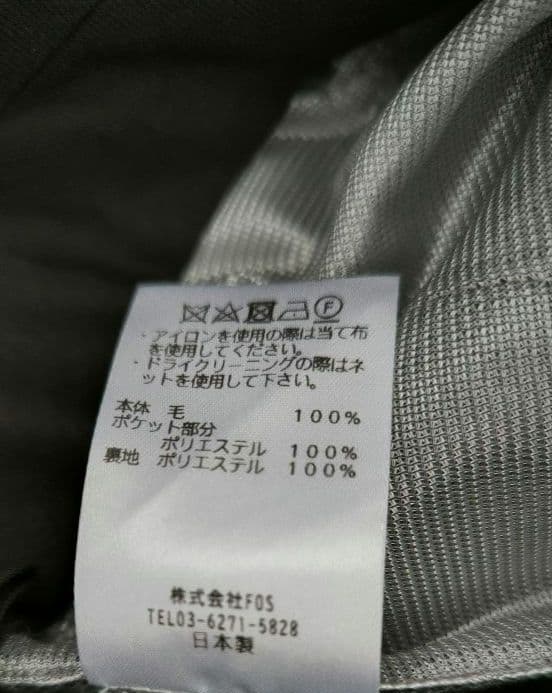 ・アイロンを使用の際は当て布
を使用してください。
・ドライクリーニングの際はネ
ットを使用して下さい。
本体 毛 100%
ポケット部分
ポリエステル 100%
裏地 ポリエステル 100%
株式会社FOS
TEL03-6271-5828
日本製